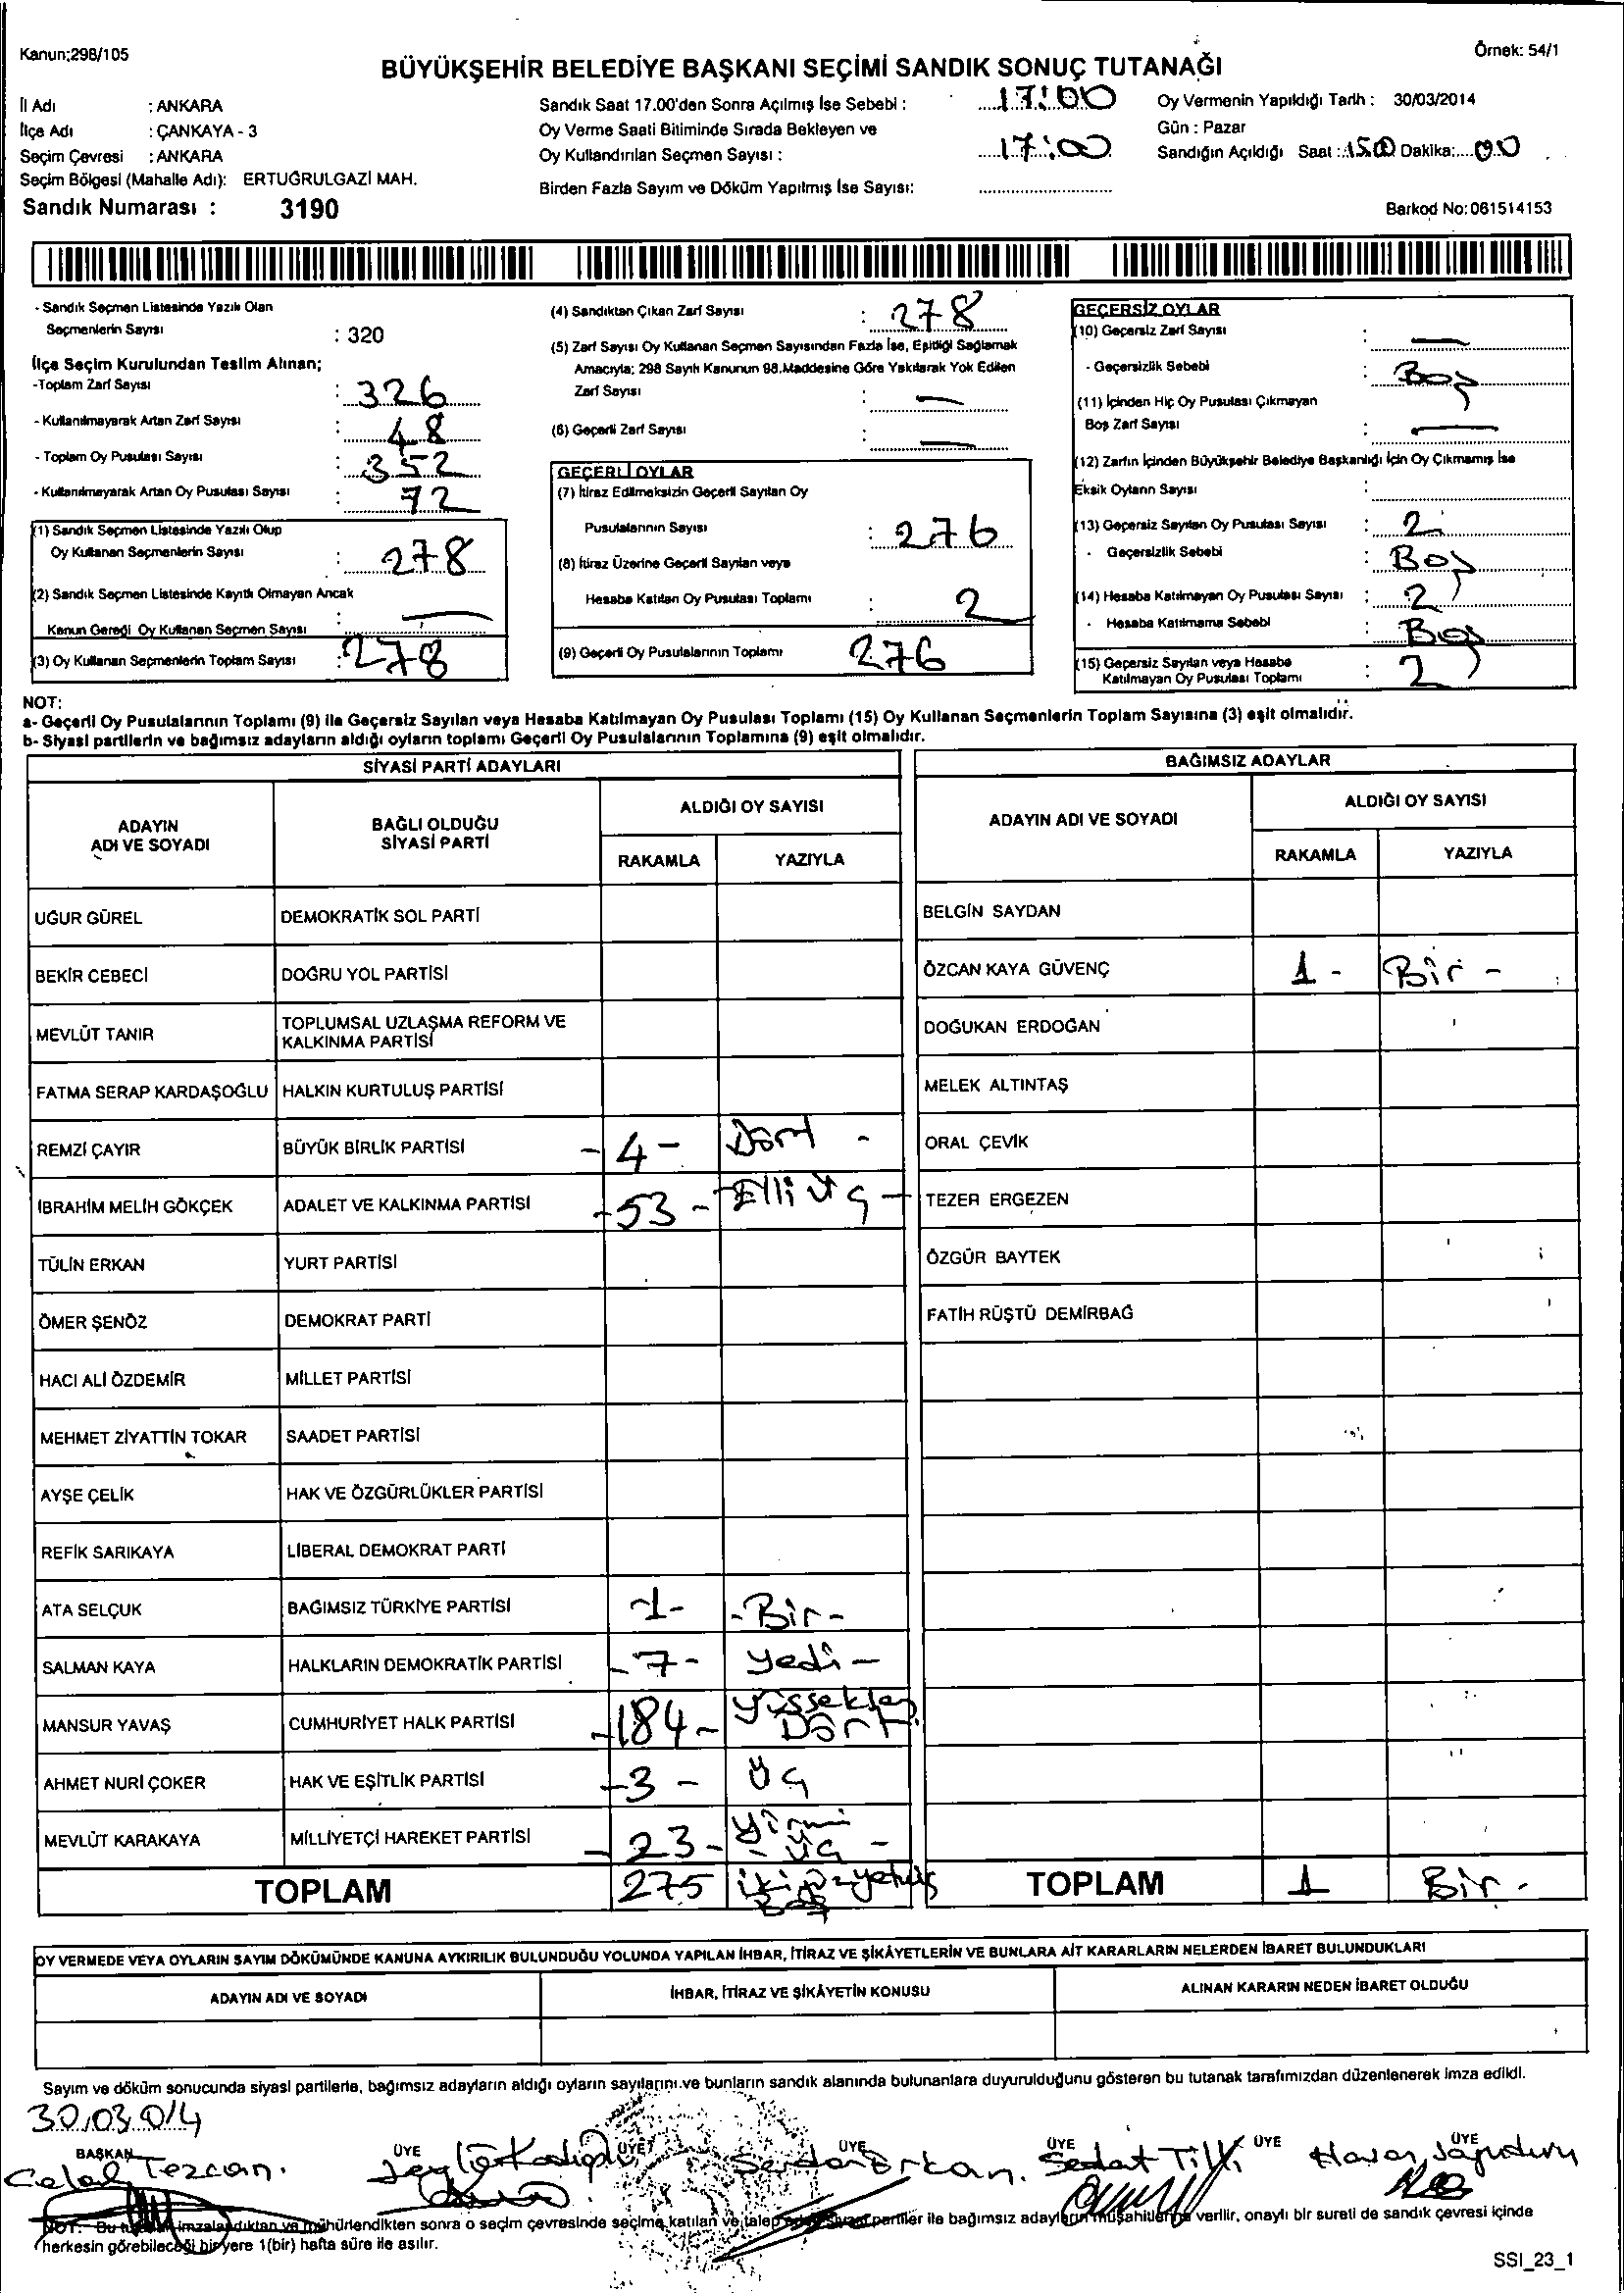 Kanun:298/105
Örnek: 54/1
BÜYÜKŞEHİR BELEDİYE BAŞKANI SEÇİMİ SANDIK SONUÇ TUTANAĞI
İl Adı : ANKARA
İlçe Adı : ÇANKAYA - 3
Seçim Çevresi : ANKARA
Seçim Bölgesi (Mahalle Adı): ERTUĞRULGAZİ MAH.
Sandık Numarası : 3190
Sandık Saat 17.00'den Sonra Açılmış İse Sebebi : 17:00
Oy Verme Saati Bitiminde Sırada Bekleyen ve
Oy Kullandırılan Seçmen Sayısı : 17:00
Birden Fazla Sayım ve Döküm Yapılmış İse Sayısı:
Oy Vermenin Yapıldığı Tarih : 30/03/2014
Gün : Pazar
Sandığın Açıldığı Saat : Dakika:
Barkod No:061514153
- Sandık Seçmen Listesinde Yazılı Olan
Seçmenlerin Sayısı : 320
İlçe Seçim Kurulundan Teslim Alınan;
-Toplam Zarf Sayısı : 326
- Kullanılmayarak Artan Zarf Sayısı : 48
- Toplam Oy Pusulası Sayısı : 352
- Kullanılmayarak Artan Oy Pusulası Sayısı : 72
(1) Sandık Seçmen Listesinde Yazılı Olup
Oy Kullanan Seçmenlerin Sayısı : 278
(2) Sandık Seçmen Listesinde Kayıtlı Olmayan Ancak
Kanun Gereği Oy Kullanan Seçmen Sayısı : —
(3) Oy Kullanan Seçmenlerin Toplam Sayısı : 278
(4) Sandıktan Çıkan Zarf Sayısı : 278
(5) Zarf Sayısı Oy Kullanan Seçmen Sayısından Fazla İse, Eşitliği Sağlamak
Amacıyla; 298 Sayılı Kanunun 98.Maddesine Göre Yakılarak Yok Edilen
Zarf Sayısı : —
(6) Geçerli Zarf Sayısı : —
GEÇERLİ OYLAR
(7) İtiraz Edilmeksizin Geçerli Sayılan Oy
Pusulalarının Sayısı : 276
(8) İtiraz Üzerine Geçerli Sayılan veya
Hesaba Katılan Oy Pusulası Toplamı : 2
(9) Geçerli Oy Pusulalarının Toplamı 276
GEÇERSİZ OYLAR
(10) Geçersiz Zarf Sayısı : —
- Geçersizlik Sebebi : Boş
(11) İçinden Hiç Oy Pusulası Çıkmayan
Boş Zarf Sayısı : —
(12) Zarfın İçinden Büyükşehir Belediye Başkanlığı İçin Oy Çıkmamış İse
Eksik Oyların Sayısı :
(13) Geçersiz Sayılan Oy Pusulası Sayısı : 2
- Geçersizlik Sebebi : Boş
(14) Hesaba Katılmayan Oy Pusulası Sayısı : 2
- Hesaba Katılmama Sebebi : Boş
(15) Geçersiz Sayılan veya Hesaba
Katılmayan Oy Pusulası Toplamı : 2
NOT:
a- Geçerli Oy Pusulalarının Toplamı (9) ile Geçersiz Sayılan veya Hesaba Katılmayan Oy Pusulası Toplamı (15) Oy Kullanan Seçmenlerin Toplam Sayısına (3) eşit olmalıdır.
b- Siyasi partilerin ve bağımsız adayların aldığı oyların toplamı Geçerli Oy Pusulalarının Toplamına (9) eşit olmalıdır.
SİYASİ PARTİ ADAYLARI
ADAYIN
ADI VE SOYADI
BAĞLI OLDUĞU
SİYASİ PARTİ
ALDIĞI OY SAYISI
RAKAMLA YAZIYLA
UĞUR GÜREL DEMOKRATİK SOL PARTİ
BEKİR CEBECİ DOĞRU YOL PARTİSİ
MEVLÜT TANIR TOPLUMSAL UZLAŞMA REFORM VE
KALKINMA PARTİSİ
FATMA SERAP KARDAŞOĞLU HALKIN KURTULUŞ PARTİSİ
REMZİ ÇAYIR BÜYÜK BİRLİK PARTİSİ - 4 - Dört -
İBRAHİM MELİH GÖKÇEK ADALET VE KALKINMA PARTİSİ - 53 - Elli Üç -
TÜLİN ERKAN YURT PARTİSİ
ÖMER ŞENÖZ DEMOKRAT PARTİ
HACI ALİ ÖZDEMİR MİLLET PARTİSİ
MEHMET ZİYATTİN TOKAR SAADET PARTİSİ
AYŞE ÇELİK HAK VE ÖZGÜRLÜKLER PARTİSİ
REFİK SARIKAYA LİBERAL DEMOKRAT PARTİ
ATA SELÇUK BAĞIMSIZ TÜRKİYE PARTİSİ -1- -Bir-
SALMAN KAYA HALKLARIN DEMOKRATİK PARTİSİ -7- Yedi -
MANSUR YAVAŞ CUMHURİYET HALK PARTİSİ -184- Dört
AHMET NURİ ÇOKER HAK VE EŞİTLİK PARTİSİ -3- Üç
MEVLÜT KARAKAYA MİLLİYETÇİ HAREKET PARTİSİ - 23 - Yirmi
- Üç -
TOPLAM 275
BAĞIMSIZ ADAYLAR
ADAYIN ADI VE SOYADI
ALDIĞI OY SAYISI
RAKAMLA YAZIYLA
BELGİN SAYDAN
ÖZCAN KAYA GÜVENÇ 1 - Bir -
DOĞUKAN ERDOĞAN
MELEK ALTINTAŞ
ORAL ÇEVİK
TEZER ERGEZEN
ÖZGÜR BAYTEK
FATİH RÜŞTÜ DEMİRBAĞ
TOPLAM 1 Bir -
OY VERMEDE VEYA OYLARIN SAYIM DÖKÜMÜNDE KANUNA AYKIRILIK BULUNDUĞU YOLUNDA YAPILAN İHBAR, İTİRAZ VE ŞİKÂYETLERİN VE BUNLARA AİT KARARLARIN NELERDEN İBARET BULUNDUKLARI
ADAYIN ADI VE SOYADI İHBAR, İTİRAZ VE ŞİKÂYETİN KONUSU ALINAN KARARIN NEDEN İBARET OLDUĞU
Sayım ve döküm sonucunda siyasi partilerle, bağımsız adayların aldığı oyların sayılarını ve bunların sandık alanında bulunanlara duyurulduğunu gösteren bu tutanak tarafımızdan düzenlenerek imza edildi.
30.03.014
BAŞKAN ÜYE ÜYE ÜYE ÜYE ÜYE ÜYE
Celal Tezcan. Serdar Erkan. Sedat Hasan
NOT: Bu tutanak imzalandıktan ve mühürlendikten sonra o seçim çevresinde seçime katılan ve talep eden siyasi partiler ile bağımsız adayların müşahitlerine verilir, onaylı bir sureti de sandık çevresi içinde
herkesin görebileceği bir yere 1(bir) hafta süre ile asılır.
SSI_23_1